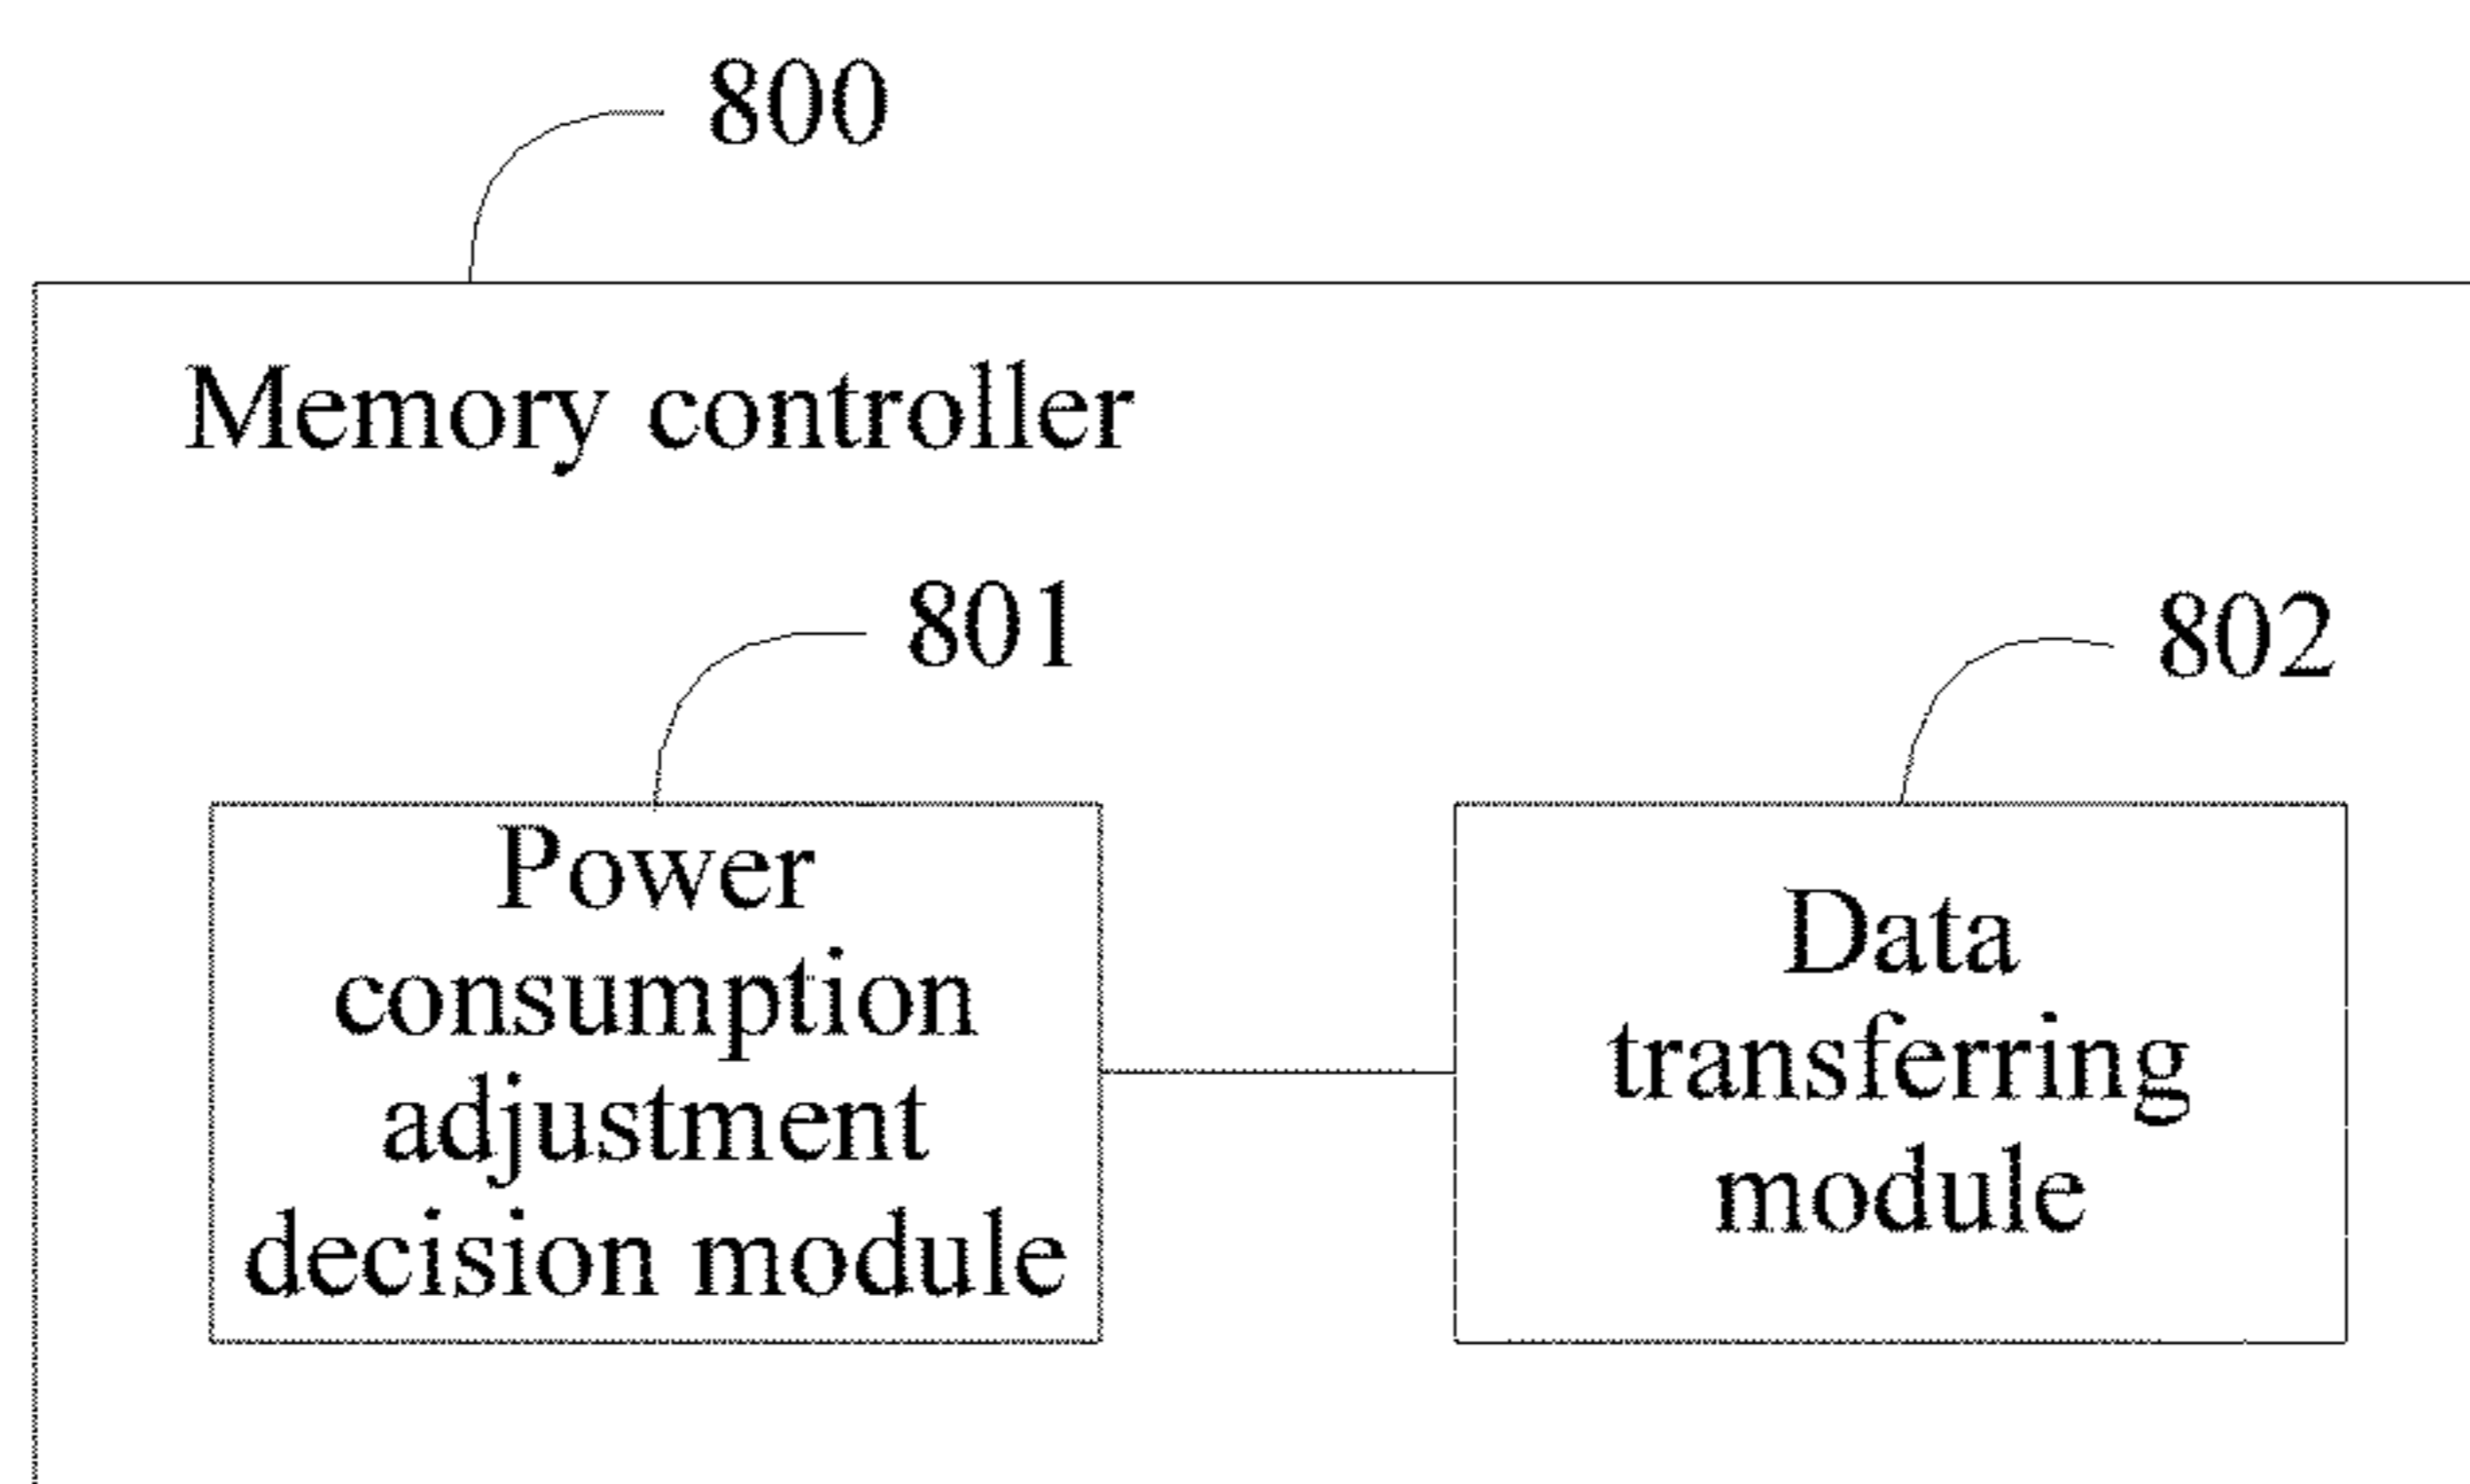 800
Memory controller
801
802
Power
consumption
adjustment
decision module
Data
transferring
module